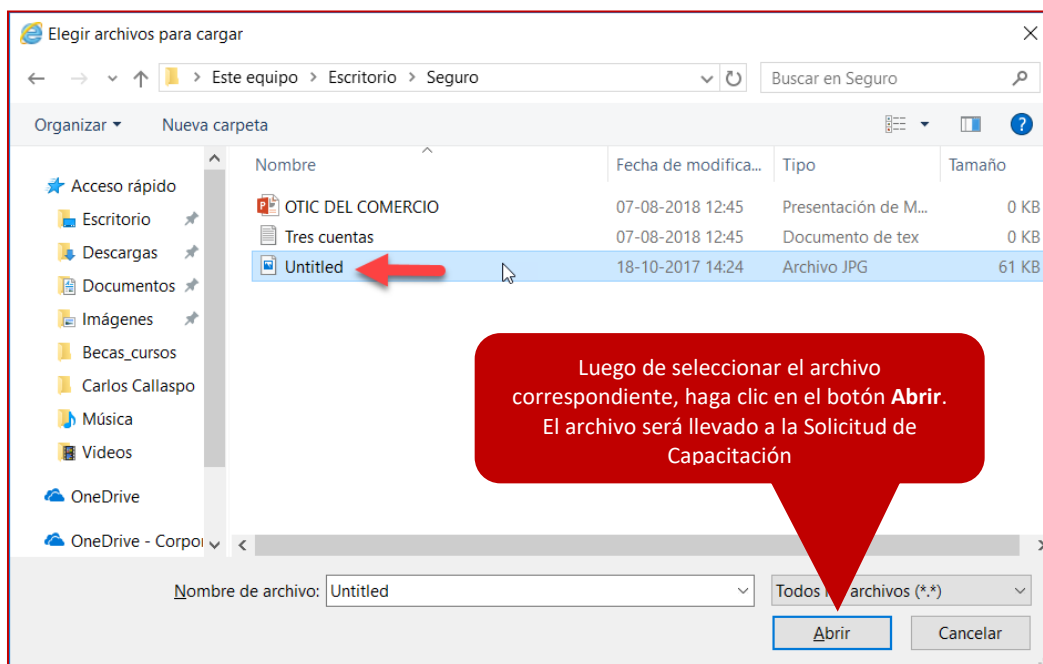 Elegir archivos para cargar
Este equipo > Escritorio > Seguro
Buscar en Seguro
Organizar
Nueva carpeta
Nombre
Fecha de modifica...
Tipo
Tamaño
Acceso rápido
Escritorio
Descargas
Documentos
Imágenes
Becas_cursos
Carlos Callaspo
Música
Videos
OneDrive
OneDrive - Corpor
OTIC DEL COMERCIO 07-08-2018 12:45 Presentación de M... 0 KB
Tres cuentas 07-08-2018 12:45 Documento de tex 0 KB
Untitled 18-10-2017 14:24 Archivo JPG 61 KB
Luego de seleccionar el archivo
correspondiente, haga clic en el botón Abrir.
El archivo será llevado a la Solicitud de
Capacitación
Nombre de archivo: Untitled
Todos archivos (*.*)
Abrir
Cancelar